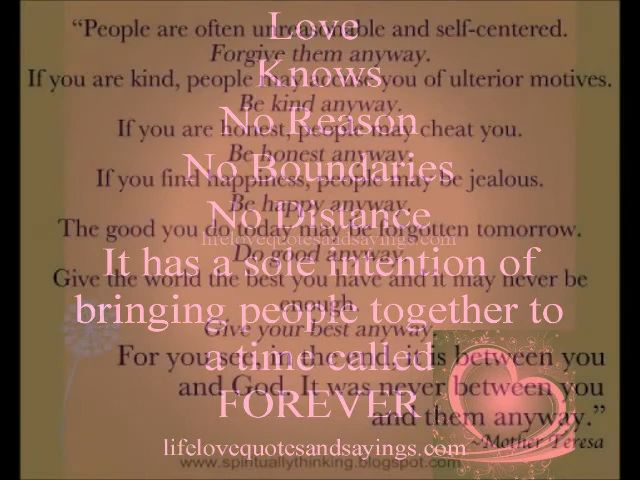 “People are often unreasonable and self-centered.
Forgive them anyway.
If you are kind, people may accuse you of ulterior motives.
Be kind anyway.
If you are honest, people may cheat you.
Be honest anyway.
If you find happiness, people may be jealous.
Be happy anyway.
The good you do today may be forgotten tomorrow.
Do good anyway.
Give the world the best you have and it may never be
enough.
Give your best anyway.
For you see, in the end, it is between you
and God. It was never between you
and them anyway.”
~Mother Teresa
www.spirituallythinking.blogspot.com
Love
Knows
No Reason
No Boundaries
No Distance
lifelovequotesandsayings.com
It has a sole intention of
bringing people together to
a time called
FOREVER
lifelovequotesandsayings.com